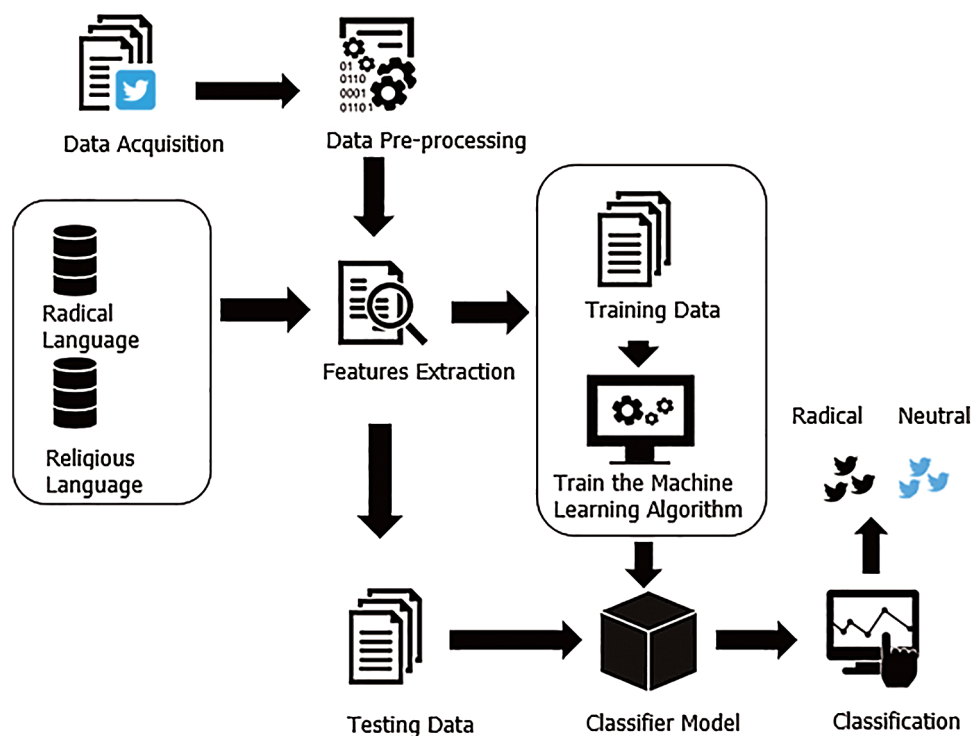 01
0110
0001
01101
Data Acquisition
Data Pre-processing
Radical
Language
Religious
Language
Features Extraction
Training Data
Train the Machine
Learning Algorithm
Radical
Neutral
Testing Data
Classifier Model
Classification